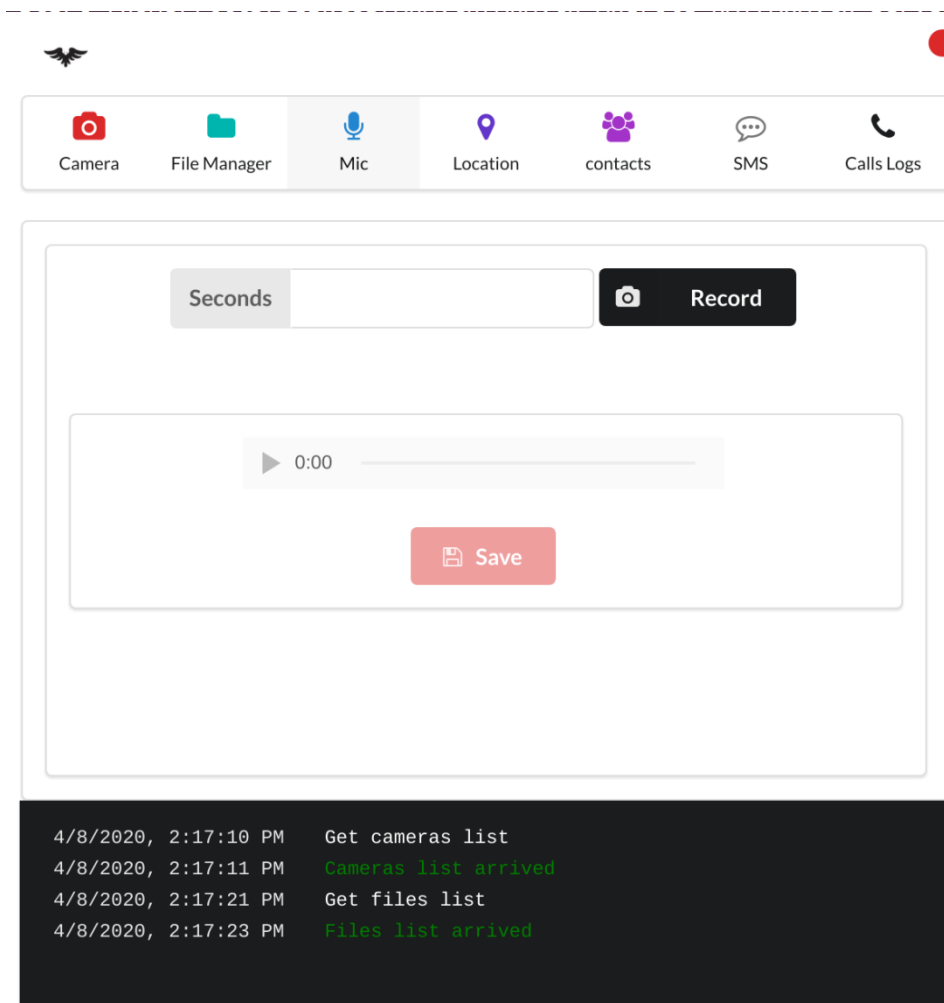 Camera File Manager Mic Location contacts SMS Calls Logs
Seconds Record
0:00
Save
4/8/2020, 2:17:10 PM Get cameras list
4/8/2020, 2:17:11 PM Cameras list arrived
4/8/2020, 2:17:21 PM Get files list
4/8/2020, 2:17:23 PM Files list arrived